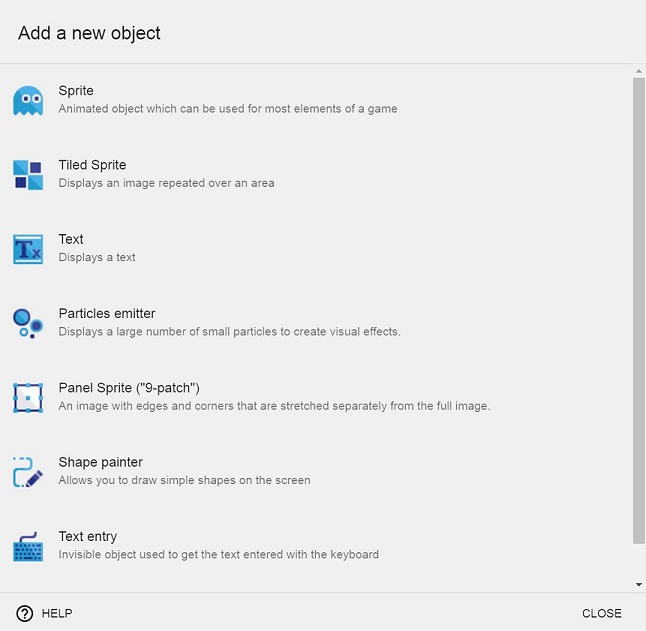 Add a new object
Sprite
Animated object which can be used for most elements of a game
Tiled Sprite
Displays an image repeated over an area
Tx
Text
Displays a text
Particles emitter
Displays a large number of small particles to create visual effects.
Panel Sprite ("9-patch")
An image with edges and corners that are stretched separately from the full image.
Shape painter
Allows you to draw simple shapes on the screen
Text entry
Invisible object used to get the text entered with the keyboard
? HELP
CLOSE